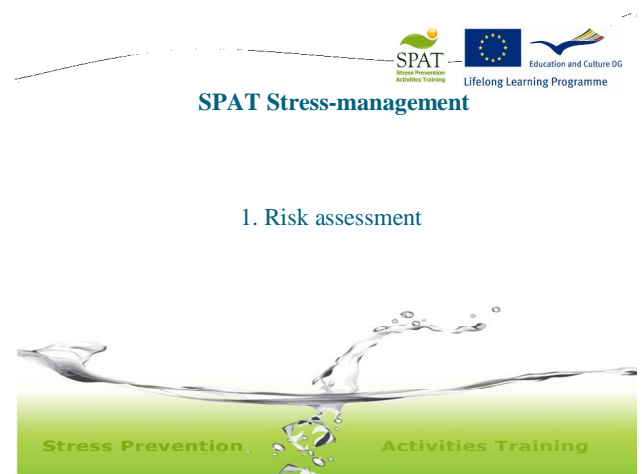 SPAT
Stress Prevention
Activities Training
Education and Culture DG
Lifelong Learning Programme
SPAT Stress-management
1. Risk assessment
Stress Prevention
Activities Training